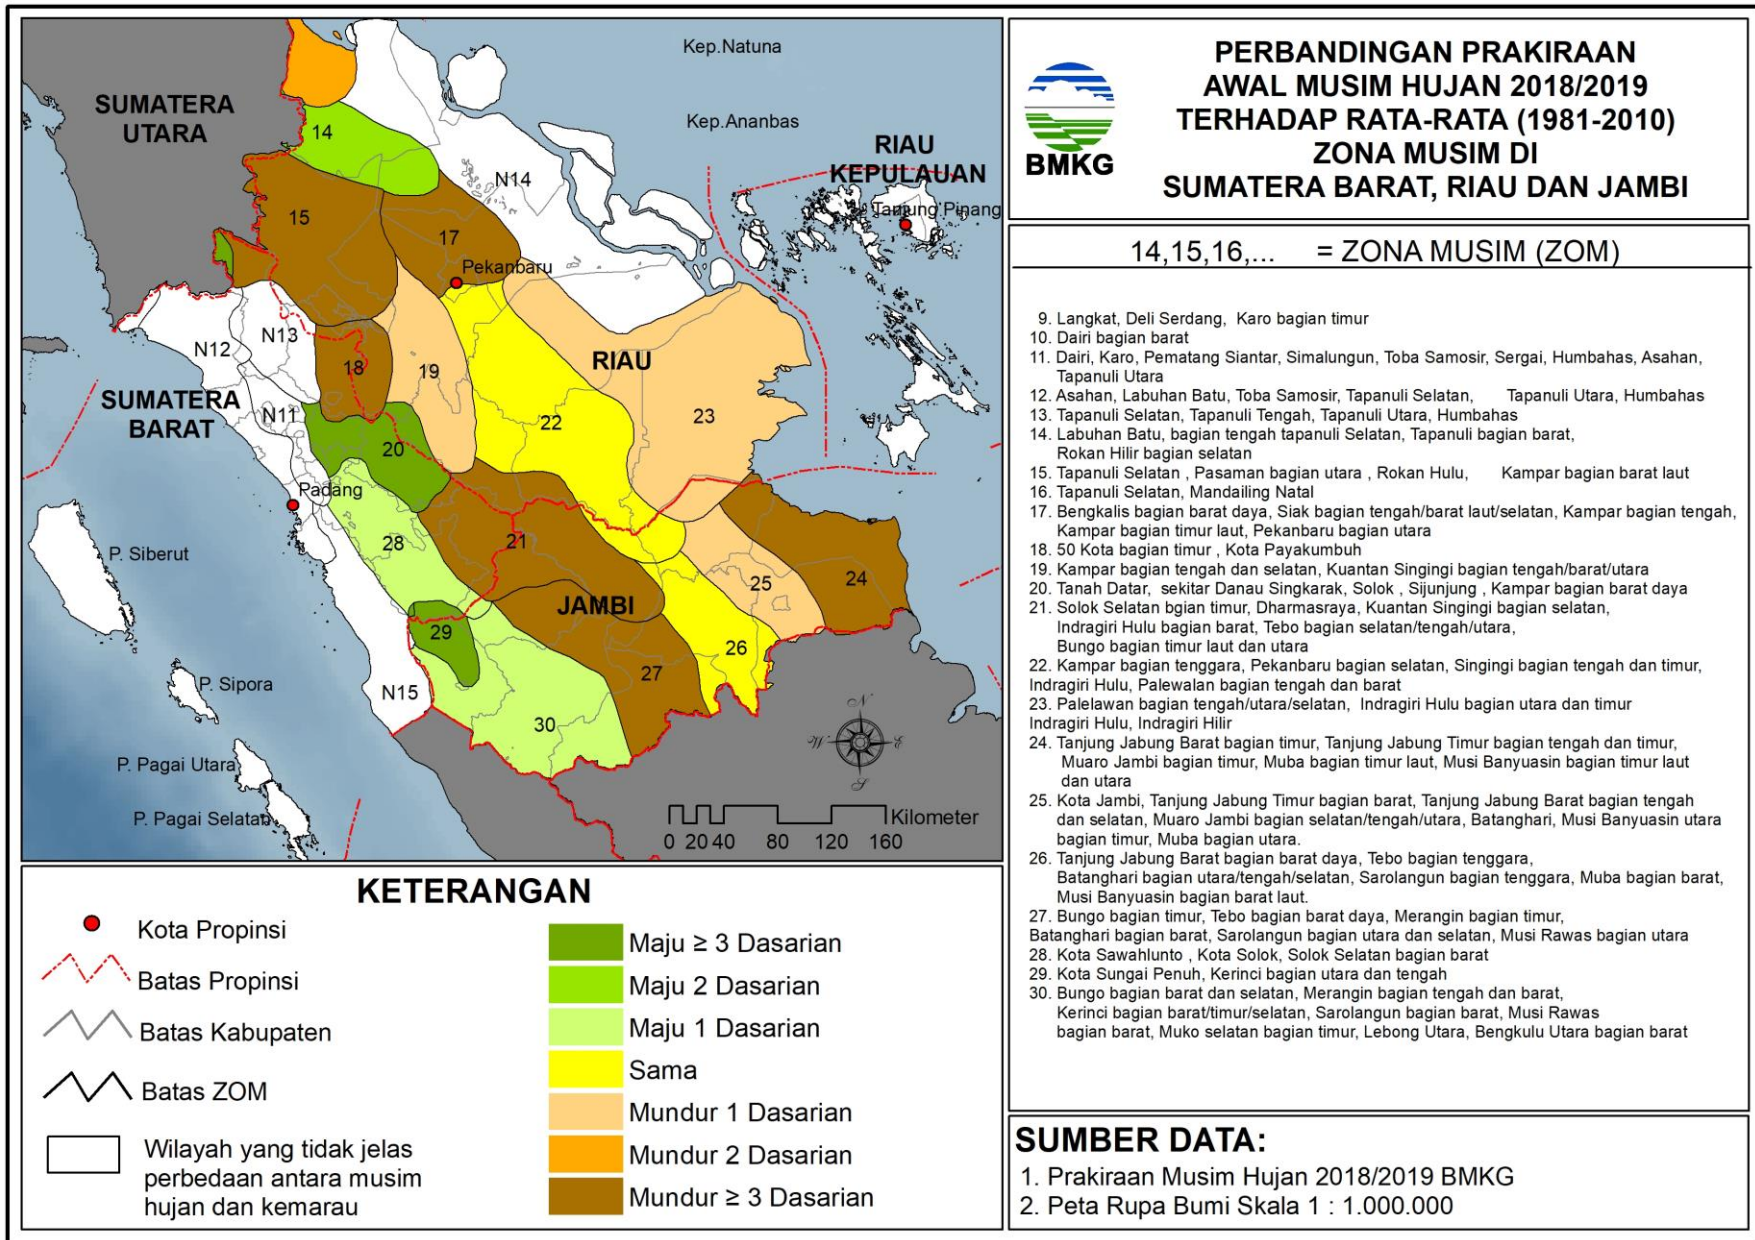 PERBANDINGAN PRAKIRAAN
AWAL MUSIM HUJAN 2018/2019
TERHADAP RATA-RATA (1981-2010)
ZONA MUSIM DI
SUMATERA BARAT, RIAU DAN JAMBI
BMKG
14,15,16,... = ZONA MUSIM (ZOM)
9. Langkat, Deli Serdang, Karo bagian timur
10. Dairi bagian barat
11. Dairi, Karo, Pematang Siantar, Simalungun, Toba Samosir, Sergai, Humbahas, Asahan,
Tapanuli Utara
12. Asahan, Labuhan Batu, Toba Samosir, Tapanuli Selatan, Tapanuli Utara, Humbahas
13. Tapanuli Selatan, Tapanuli Tengah, Tapanuli Utara, Humbahas
14. Labuhan Batu, bagian tengah tapanuli Selatan, Tapanuli bagian barat,
Rokan Hilir bagian selatan
15. Tapanuli Selatan , Pasaman bagian utara , Rokan Hulu, Kampar bagian barat laut
16. Tapanuli Selatan, Mandailing Natal
17. Bengkalis bagian barat daya, Siak bagian tengah/barat laut/selatan, Kampar bagian tengah,
Kampar bagian timur laut, Pekanbaru bagian utara
18. 50 Kota bagian timur , Kota Payakumbuh
19. Kampar bagian tengah dan selatan, Kuantan Singingi bagian tengah/barat/utara
20. Tanah Datar, sekitar Danau Singkarak, Solok , Sijunjung , Kampar bagian barat daya
21. Solok Selatan bgian timur, Dharmasraya, Kuantan Singingi bagian selatan,
Indragiri Hulu bagian barat, Tebo bagian selatan/tengah/utara,
Bungo bagian timur laut dan utara
22. Kampar bagian tenggara, Pekanbaru bagian selatan, Singingi bagian tengah dan timur,
Indragiri Hulu, Palewalan bagian tengah dan barat
23. Palelawan bagian tengah/utara/selatan, Indragiri Hulu bagian utara dan timur
Indragiri Hulu, Indragiri Hilir
24. Tanjung Jabung Barat bagian timur, Tanjung Jabung Timur bagian tengah dan timur,
Muaro Jambi bagian timur, Muba bagian timur laut, Musi Banyuasin bagian timur laut
dan utara
25. Kota Jambi, Tanjung Jabung Timur bagian barat, Tanjung Jabung Barat bagian tengah
dan selatan, Muaro Jambi bagian selatan/tengah/utara, Batanghari, Musi Banyuasin utara
bagian timur, Muba bagian utara.
26. Tanjung Jabung Barat bagian barat daya, Tebo bagian tenggara,
Batanghari bagian utara/tengah/selatan, Sarolangun bagian tenggara, Muba bagian barat,
Musi Banyuasin bagian barat laut.
27. Bungo bagian timur, Tebo bagian barat daya, Merangin bagian timur,
Batanghari bagian barat, Sarolangun bagian utara dan selatan, Musi Rawas bagian utara
28. Kota Sawahlunto , Kota Solok, Solok Selatan bagian barat
29. Kota Sungai Penuh, Kerinci bagian utara dan tengah
30. Bungo bagian barat dan selatan, Merangin bagian tengah dan barat,
Kerinci bagian barat/timur/selatan, Sarolangun bagian barat, Musi Rawas
bagian barat, Muko selatan bagian timur, Lebong Utara, Bengkulu Utara bagian barat
SUMBER DATA:
1. Prakiraan Musim Hujan 2018/2019 BMKG
2. Peta Rupa Bumi Skala 1 : 1.000.000
Kep.Natuna
SUMATERA
UTARA
Kep.Ananbas
14
RIAU
KEPULAUAN
N14
Tanjung Pinang
15
17
Pekanbaru
N13
N12
RIAU
18
19
SUMATERA
BARAT
N11
22
23
20
Padang
28
21
P. Siberut
25
24
JAMBI
29
26
27
P. Sipora
N15
30
N
W
E
S
P. Pagai Utara
P. Pagai Selatan
Kilometer
0 20 40 80 120 160
KETERANGAN
Kota Propinsi
Batas Propinsi
Batas Kabupaten
Batas ZOM
Wilayah yang tidak jelas
perbedaan antara musim
hujan dan kemarau
Maju ≥ 3 Dasarian
Maju 2 Dasarian
Maju 1 Dasarian
Sama
Mundur 1 Dasarian
Mundur 2 Dasarian
Mundur ≥ 3 Dasarian